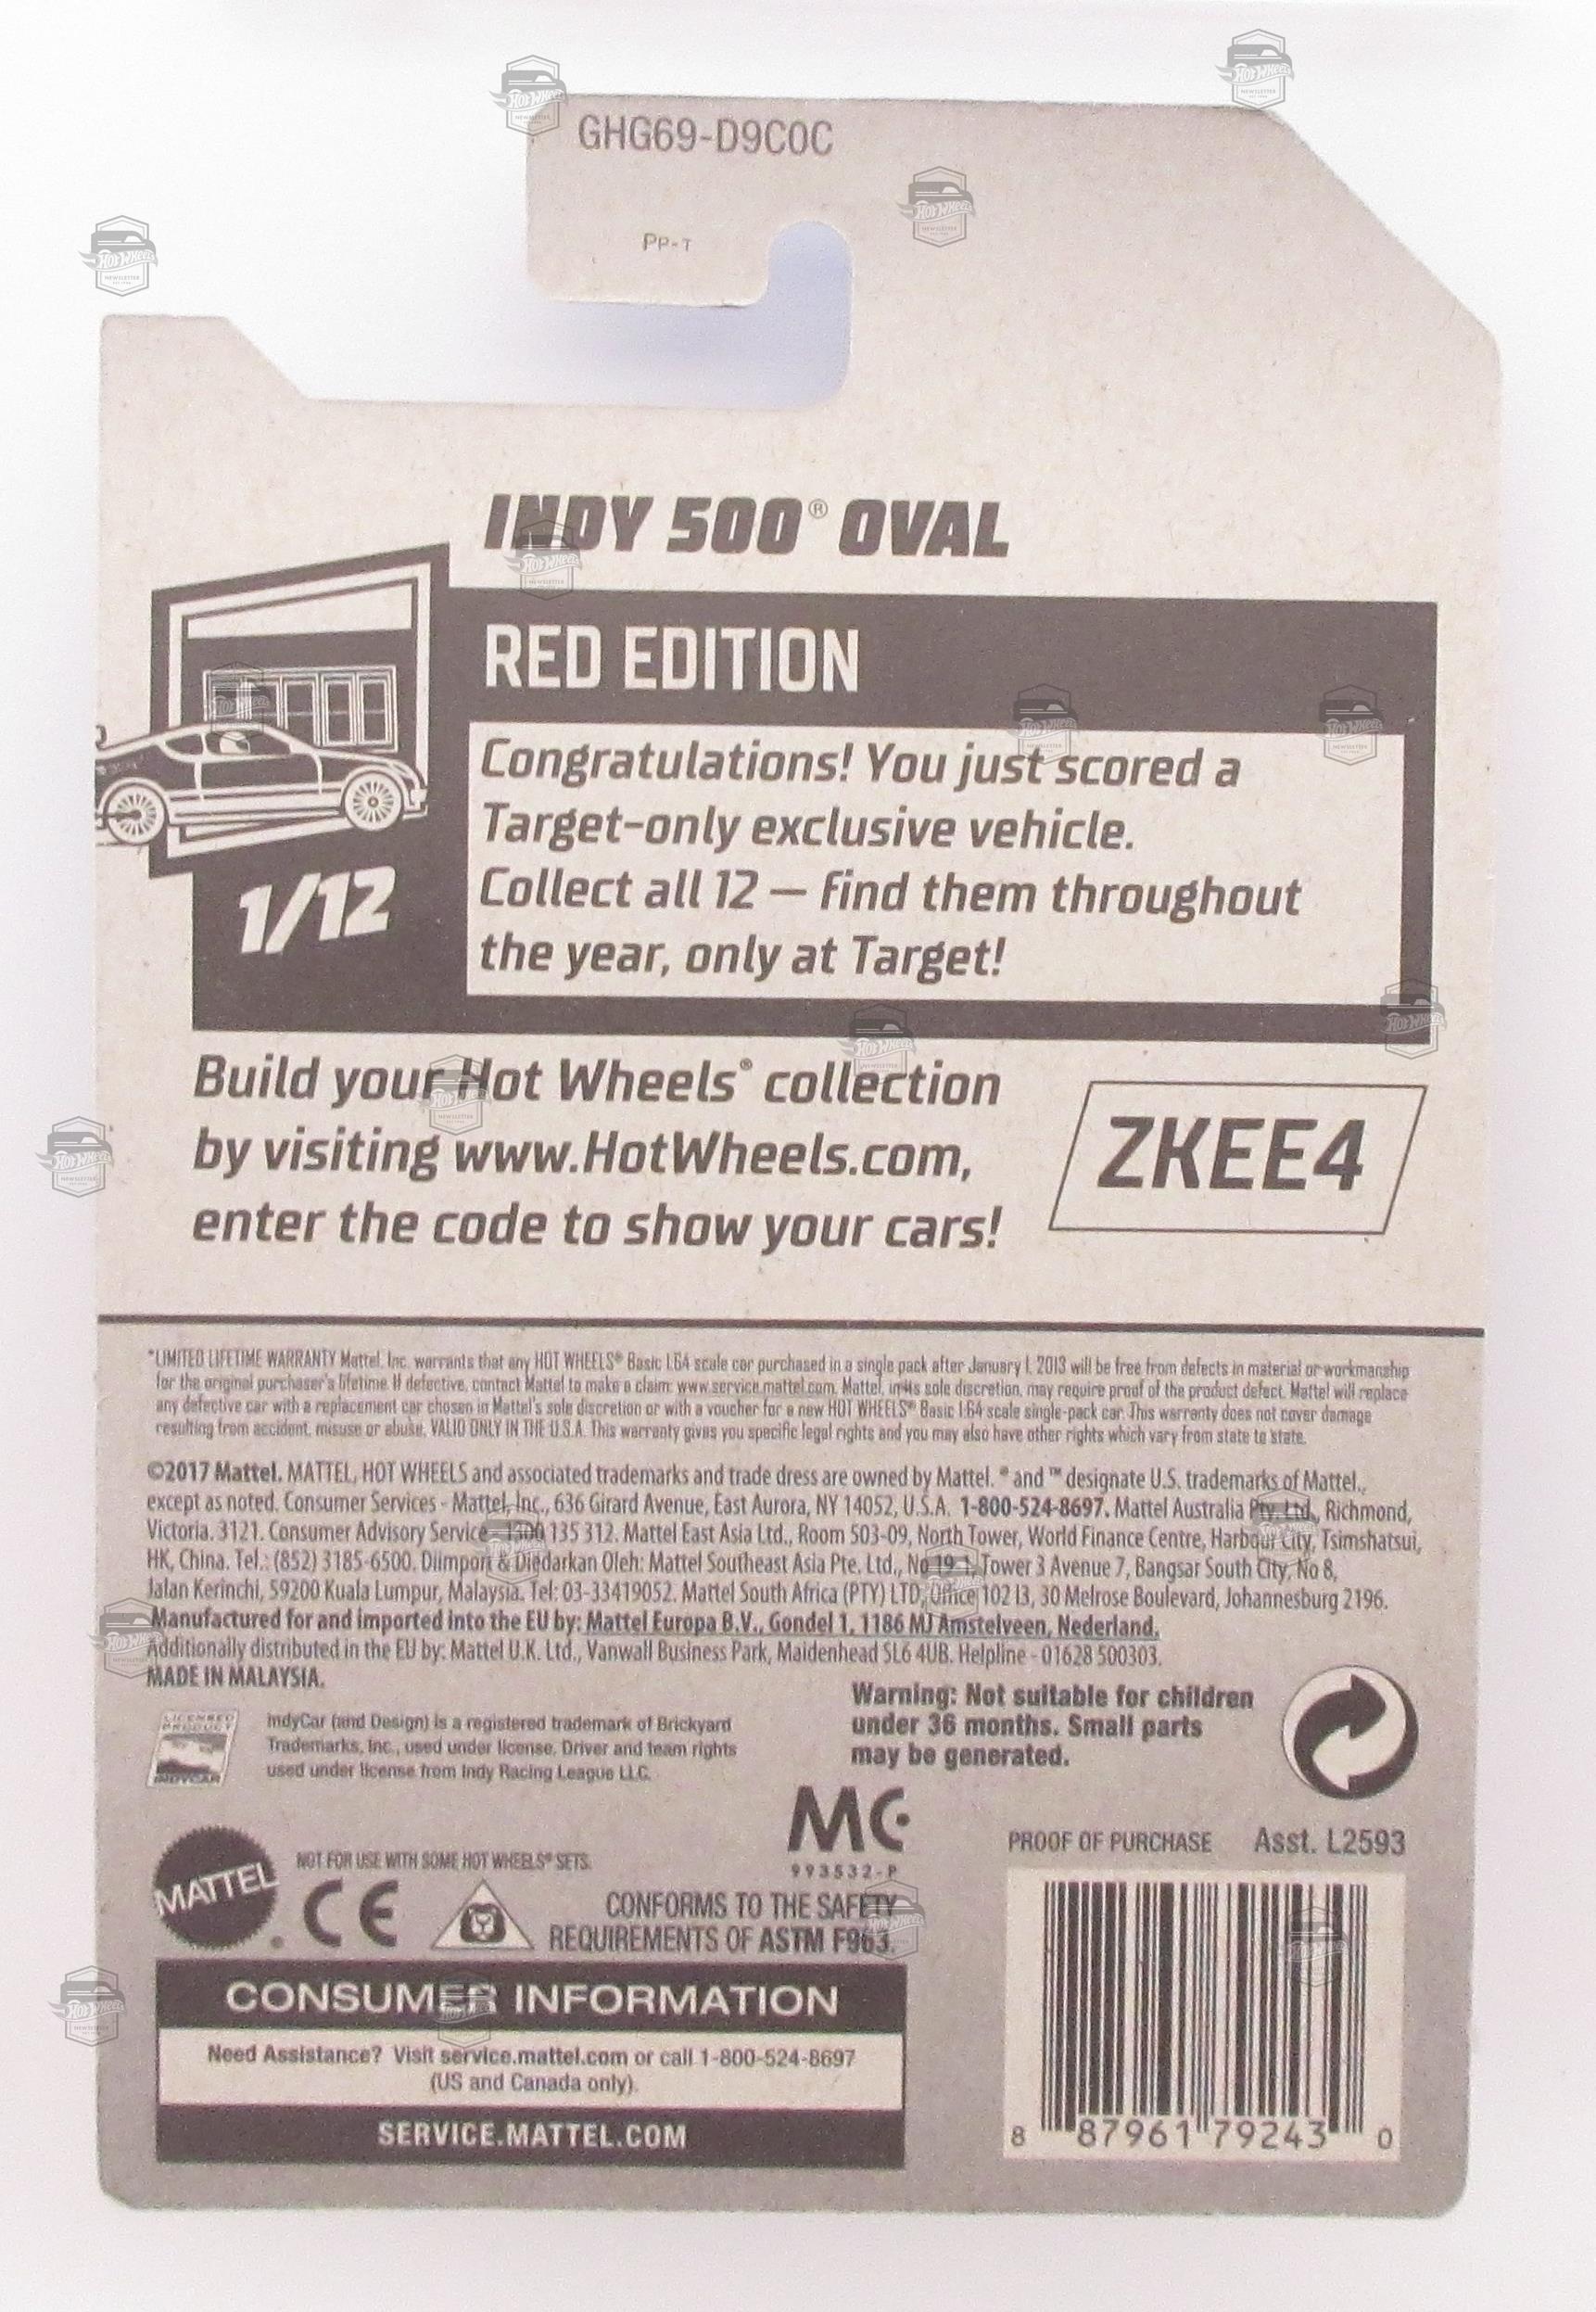 GHG69-D9C0C
PP-T
INDY 500® OVAL
RED EDITION
Congratulations! You just scored a
Target-only exclusive vehicle.
Collect all 12 — find them throughout
the year, only at Target!
1/12
Build your Hot Wheels® collection
by visiting www.HotWheels.com,
enter the code to show your cars!
ZKEE4
*LIMITED LIFETIME WARRANTY Mattel, Inc. warrants that any HOT WHEELS® Basic 1:64 scale car purchased in a single pack after January 1, 2013 will be free from defects in material or workmanship
for the original purchaser's lifetime. If defective, contact Mattel to make a claim: www.service.mattel.com. Mattel, in its sole discretion, may require proof of the product defect. Mattel will replace
any defective car with a replacement car chosen in Mattel's sole discretion or with a voucher for a new HOT WHEELS® Basic 1:64 scale single-pack car. This warranty does not cover damage
resulting from accident, misuse or abuse. VALID ONLY IN THE U.S.A. This warranty gives you specific legal rights and you may also have other rights which vary from state to state.
©2017 Mattel. MATTEL, HOT WHEELS and associated trademarks and trade dress are owned by Mattel. ® and ™ designate U.S. trademarks of Mattel.,
except as noted. Consumer Services - Mattel, Inc., 636 Girard Avenue, East Aurora, NY 14052, U.S.A. 1-800-524-8697. Mattel Australia Pty. Ltd., Richmond,
Victoria. 3121. Consumer Advisory Service - 1300 135 312. Mattel East Asia Ltd., Room 503-09, North Tower, World Finance Centre, Harbour City, Tsimshatsui,
HK, China. Tel.: (852) 3185-6500. Diimport & Diedarkan Oleh: Mattel Southeast Asia Pte. Ltd., No 19-1, Tower 3 Avenue 7, Bangsar South City, No 8,
Jalan Kerinchi, 59200 Kuala Lumpur, Malaysia. Tel: 03-33419052. Mattel South Africa (PTY) LTD, Office 102 I3, 30 Melrose Boulevard, Johannesburg 2196.
Manufactured for and imported into the EU by: Mattel Europa B.V., Gondel 1, 1186 MJ Amstelveen, Nederland.
Additionally distributed in the EU by: Mattel U.K. Ltd., Vanwall Business Park, Maidenhead SL6 4UB. Helpline - 01628 500303.
MADE IN MALAYSIA.
LICENSED
PRODUCT
INDYCAR
IndyCar (and Design) is a registered trademark of Brickyard
Trademarks, Inc., used under license. Driver and team rights
used under license from Indy Racing League LLC.
Warning: Not suitable for children
under 36 months. Small parts
may be generated.
MC
993532-P
PROOF OF PURCHASE Asst. L2593
MATTEL
NOT FOR USE WITH SOME HOT WHEELS® SETS.
CE
CONFORMS TO THE SAFETY
REQUIREMENTS OF ASTM F963.
CONSUMER INFORMATION
Need Assistance? Visit service.mattel.com or call 1-800-524-8697
(US and Canada only).
SERVICE.MATTEL.COM
8 87961 79243 0